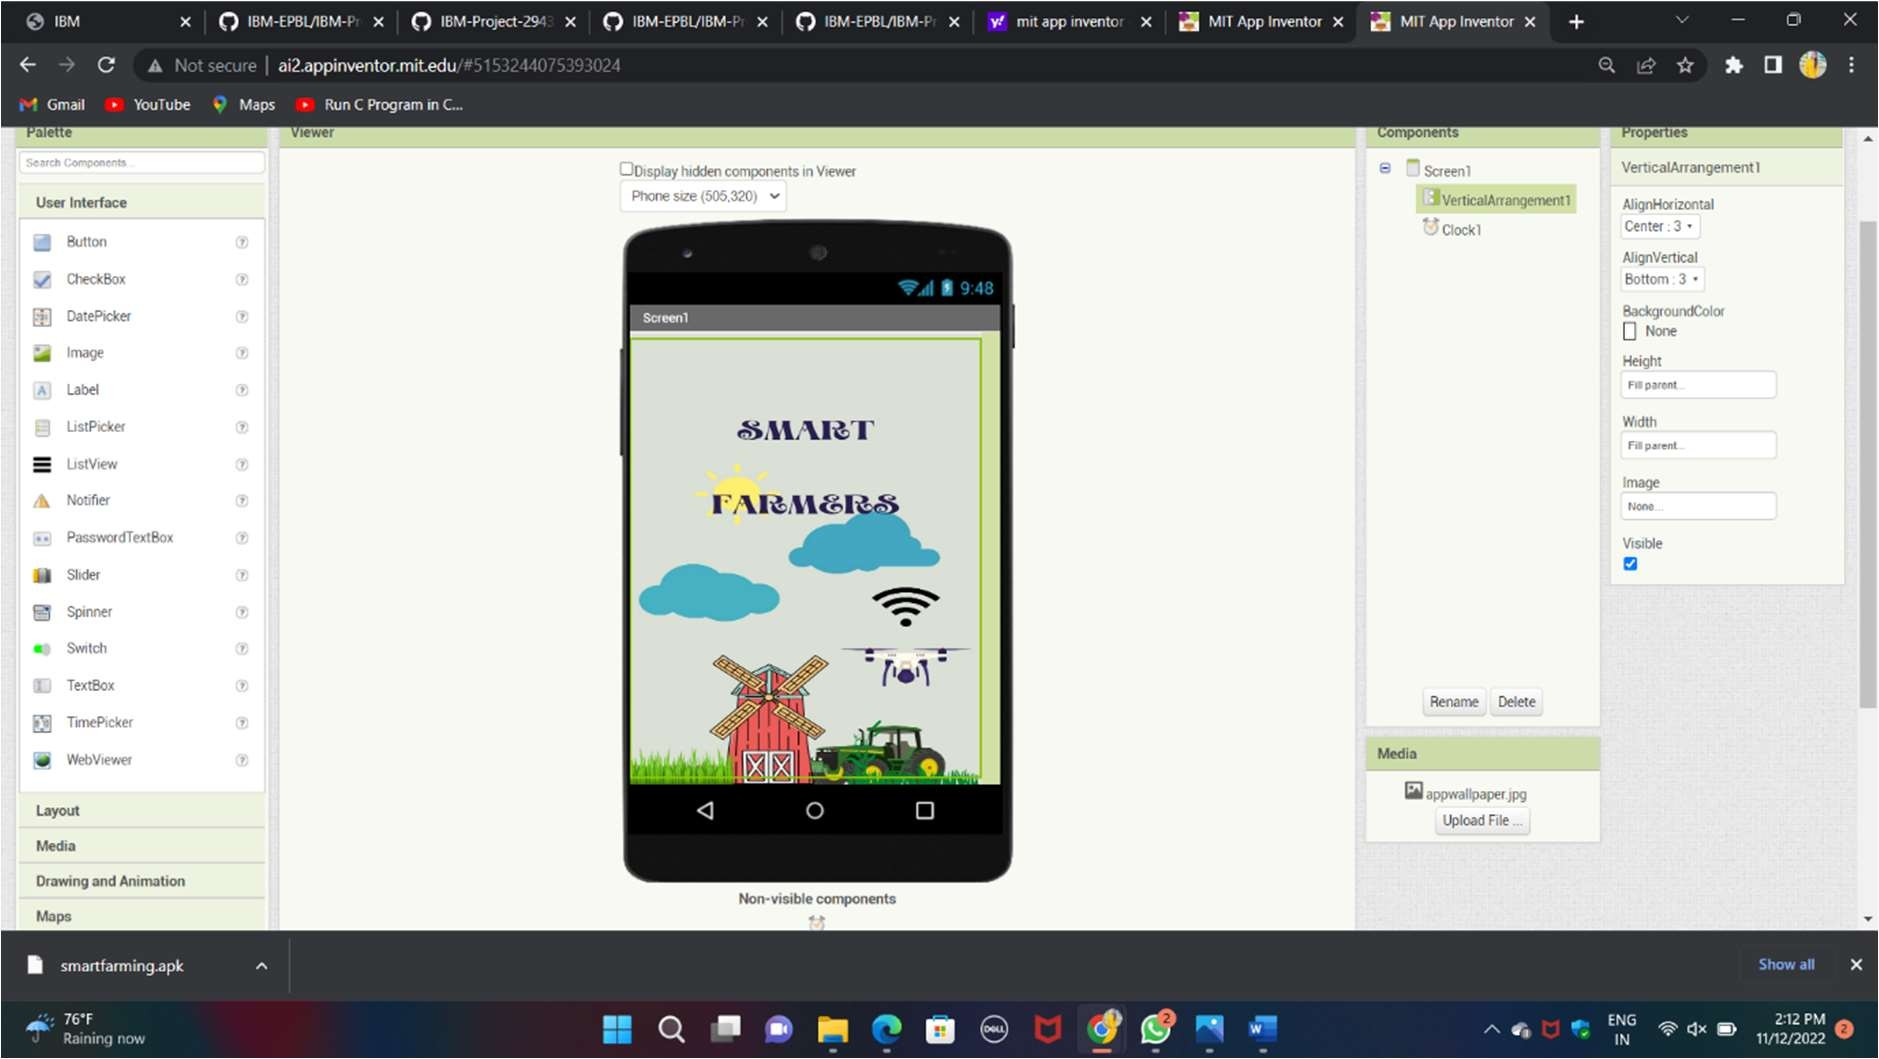 IBM
IBM-EPBL/IBM-Pr
IBM-Project-2943
IBM-EPBL/IBM-Pr
IBM-EPBL/IBM-Pr
mit app inventor
MIT App Inventor
MIT App Inventor
Not secure | ai2.appinventor.mit.edu/#5153244075393024
Gmail YouTube Maps Run C Program in C...
Palette
Search Components...
User Interface
Button
CheckBox
DatePicker
Image
Label
ListPicker
ListView
Notifier
PasswordTextBox
Slider
Spinner
Switch
TextBox
TimePicker
WebViewer
Layout
Media
Drawing and Animation
Maps
Viewer
Display hidden components in Viewer
Phone size (505,320)
9:48
Screen1
SMART
FARMERS
Non-visible components
Components
Screen1
VerticalArrangement1
Clock1
Rename Delete
Media
appwallpaper.jpg
Upload File ...
Properties
VerticalArrangement1
AlignHorizontal
Center : 3
AlignVertical
Bottom : 3
BackgroundColor
None
Height
Fill parent...
Width
Fill parent...
Image
None...
Visible
smartfarming.apk
Show all
76°F
Raining now
DELL
2
ENG
IN
2:12 PM
11/12/2022
2